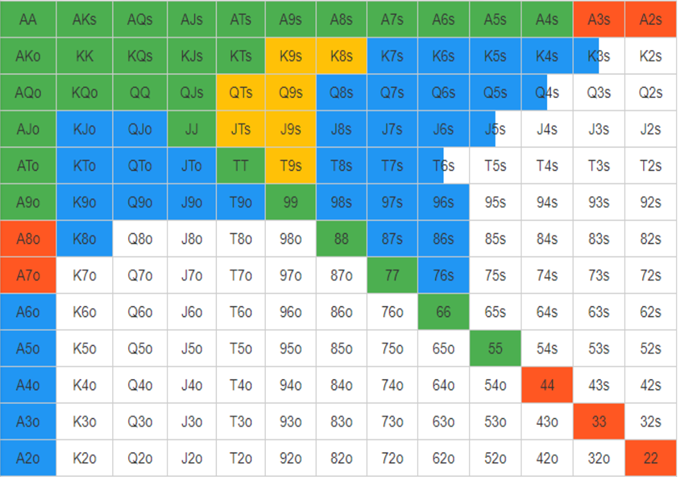 AA AKs AQs AJs ATs A9s A8s A7s A6s A5s A4s A3s A2s
AKo KK KQs KJs KTs K9s K8s K7s K6s K5s K4s K3s K2s
AQo KQo QQ QJs QTs Q9s Q8s Q7s Q6s Q5s Q4s Q3s Q2s
AJo KJo QJo JJ JTs J9s J8s J7s J6s J5s J4s J3s J2s
ATo KTo QTo JTo TT T9s T8s T7s T6s T5s T4s T3s T2s
A9o K9o Q9o J9o T9o 99 98s 97s 96s 95s 94s 93s 92s
A8o K8o Q8o J8o T8o 98o 88 87s 86s 85s 84s 83s 82s
A7o K7o Q7o J7o T7o 97o 87o 77 76s 75s 74s 73s 72s
A6o K6o Q6o J6o T6o 96o 86o 76o 66 65s 64s 63s 62s
A5o K5o Q5o J5o T5o 95o 85o 75o 65o 55 54s 53s 52s
A4o K4o Q4o J4o T4o 94o 84o 74o 64o 54o 44 43s 42s
A3o K3o Q3o J3o T3o 93o 83o 73o 63o 53o 43o 33 32s
A2o K2o Q2o J2o T2o 92o 82o 72o 62o 52o 42o 32o 22